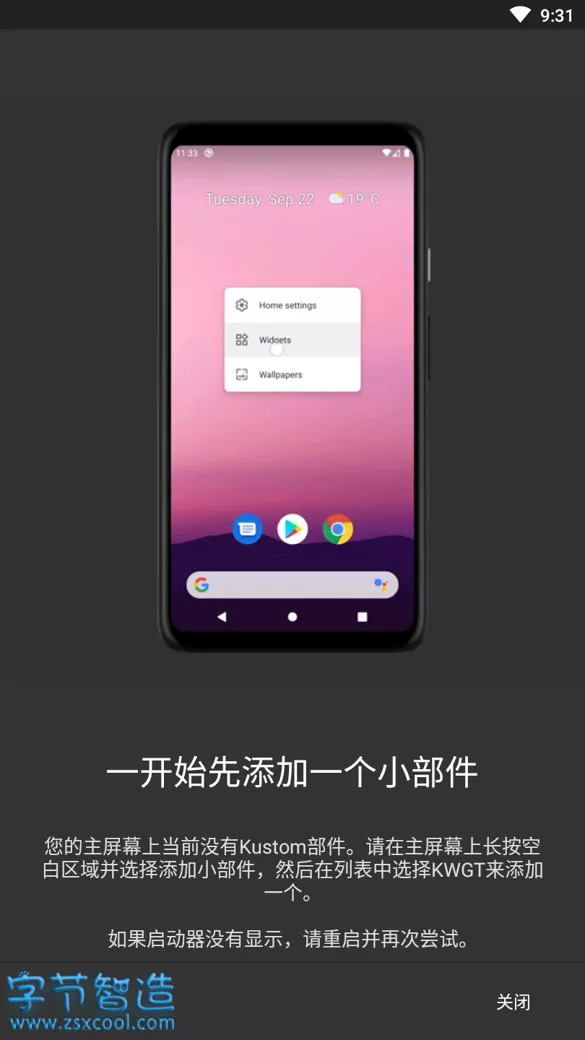 9:31
11:33
Tuesday, Sep 22 19°C
Home settings
Widgets
Wallpapers
一开始先添加一个小部件
您的主屏幕上当前没有Kustom部件。请在主屏幕上长按空
白区域并选择添加小部件，然后在列表中选择KWGT来添加
一个。
如果启动器没有显示，请重启并再次尝试。
字节智造
www.zsxcool.com
关闭